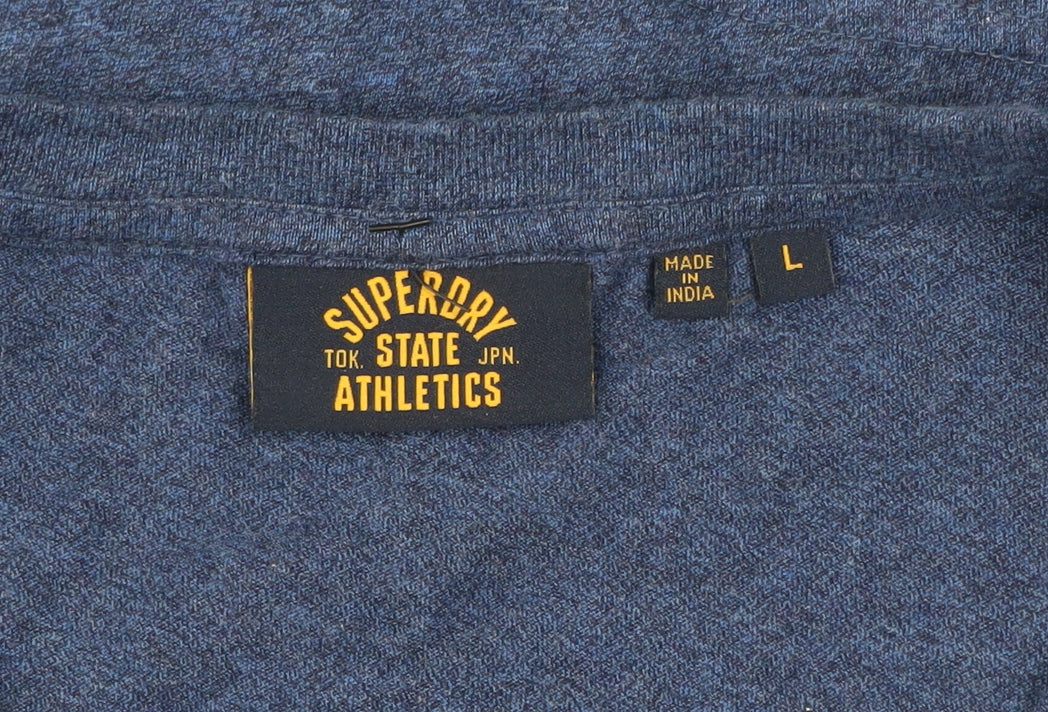 SUPERDRY
TOK. STATE JPN.
ATHLETICS
MADE
IN
INDIA
L